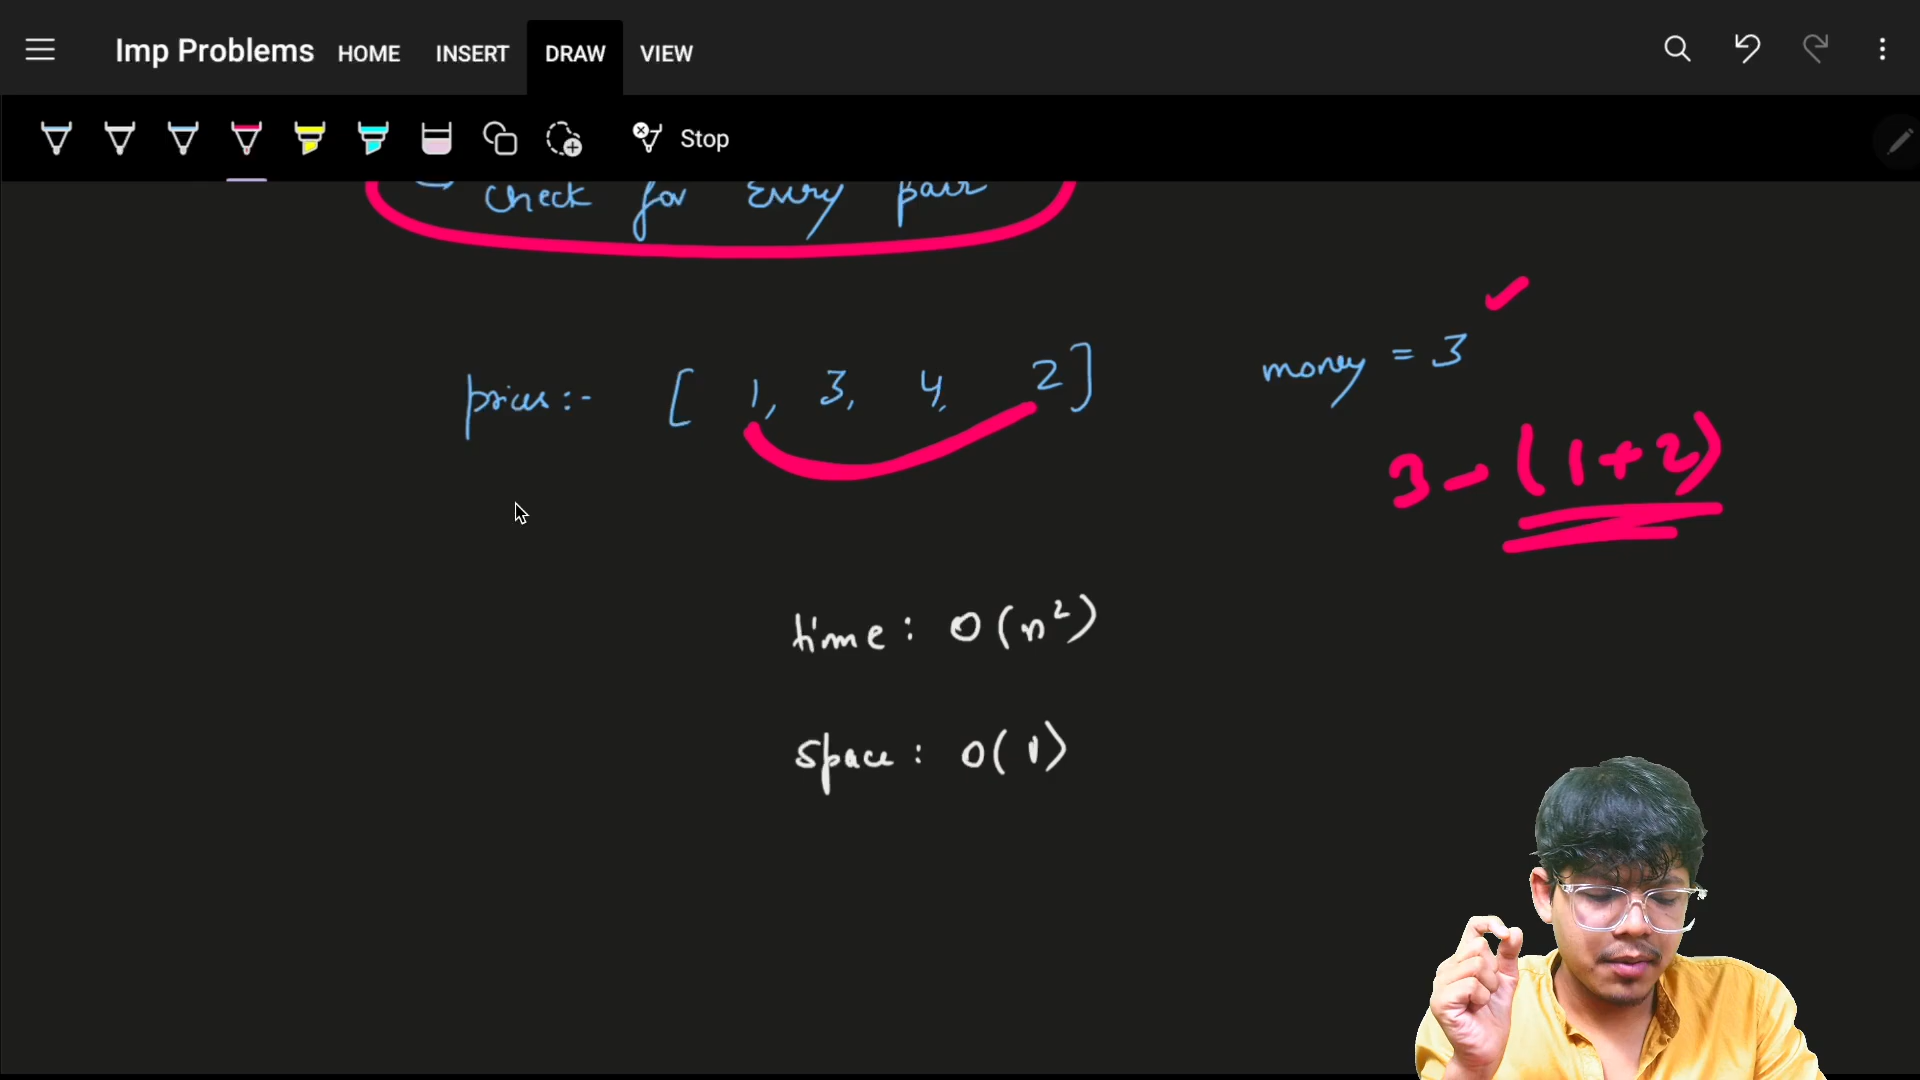 Imp Problems HOME INSERT DRAW VIEW
Stop
check for Every pair
prices:- [ 1, 3, 4, 2]
money = 3
3 - (1+2)
time : O(n²)
space : O(1)